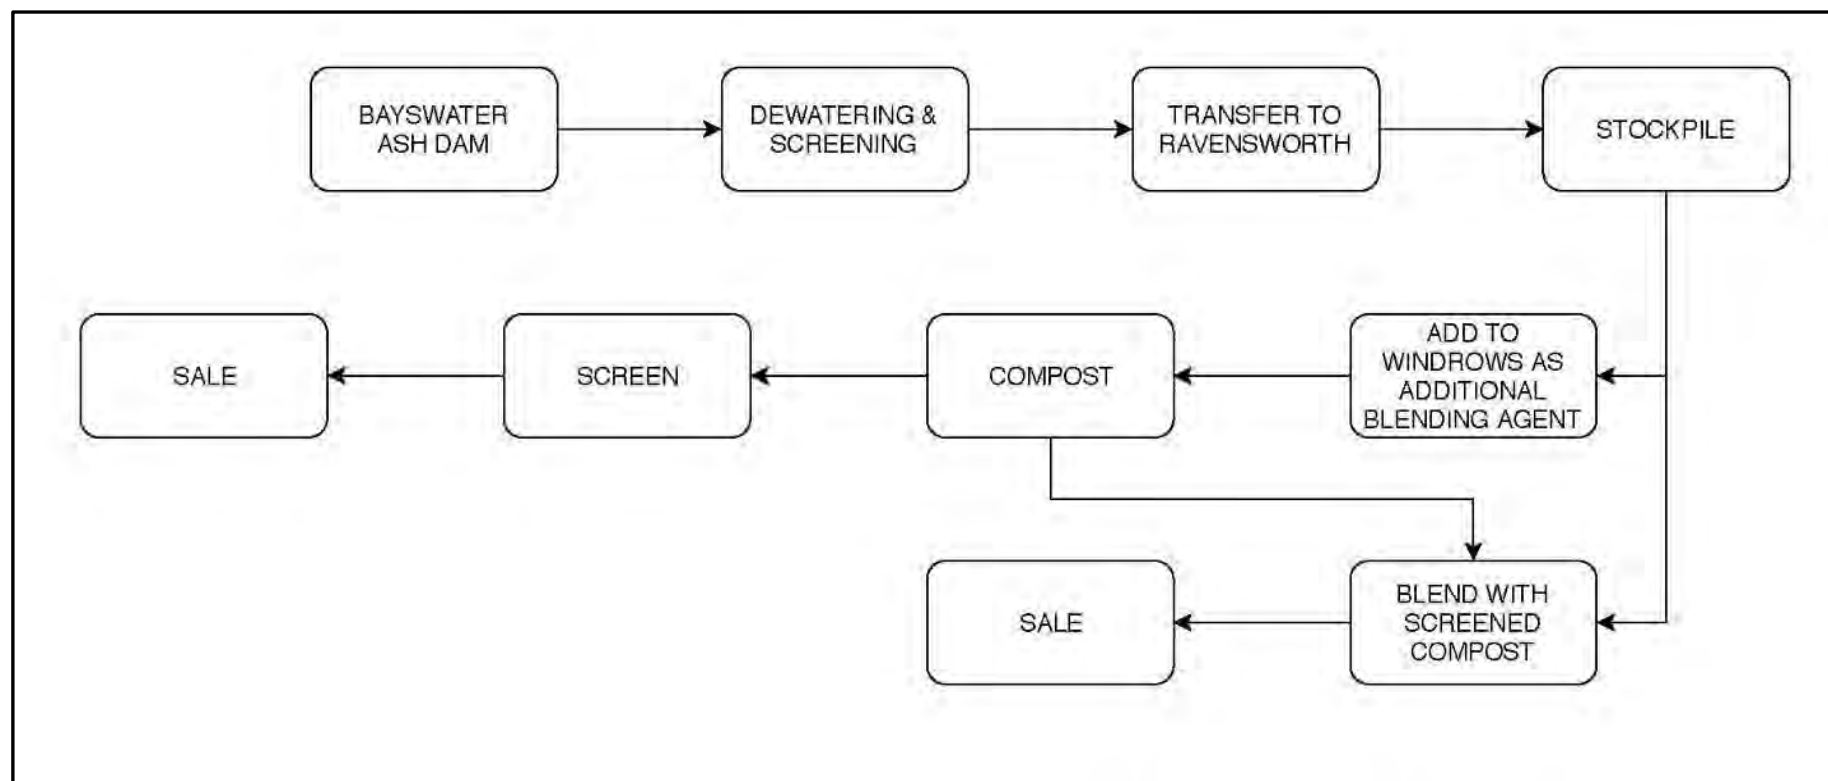 BAYSWATER
ASH DAM
DEWATERING &
SCREENING
TRANSFER TO
RAVENSWORTH
STOCKPILE
SALE
SCREEN
COMPOST
ADD TO
WINDROWS AS
ADDITIONAL
BLENDING AGENT
SALE
BLEND WITH
SCREENED
COMPOST